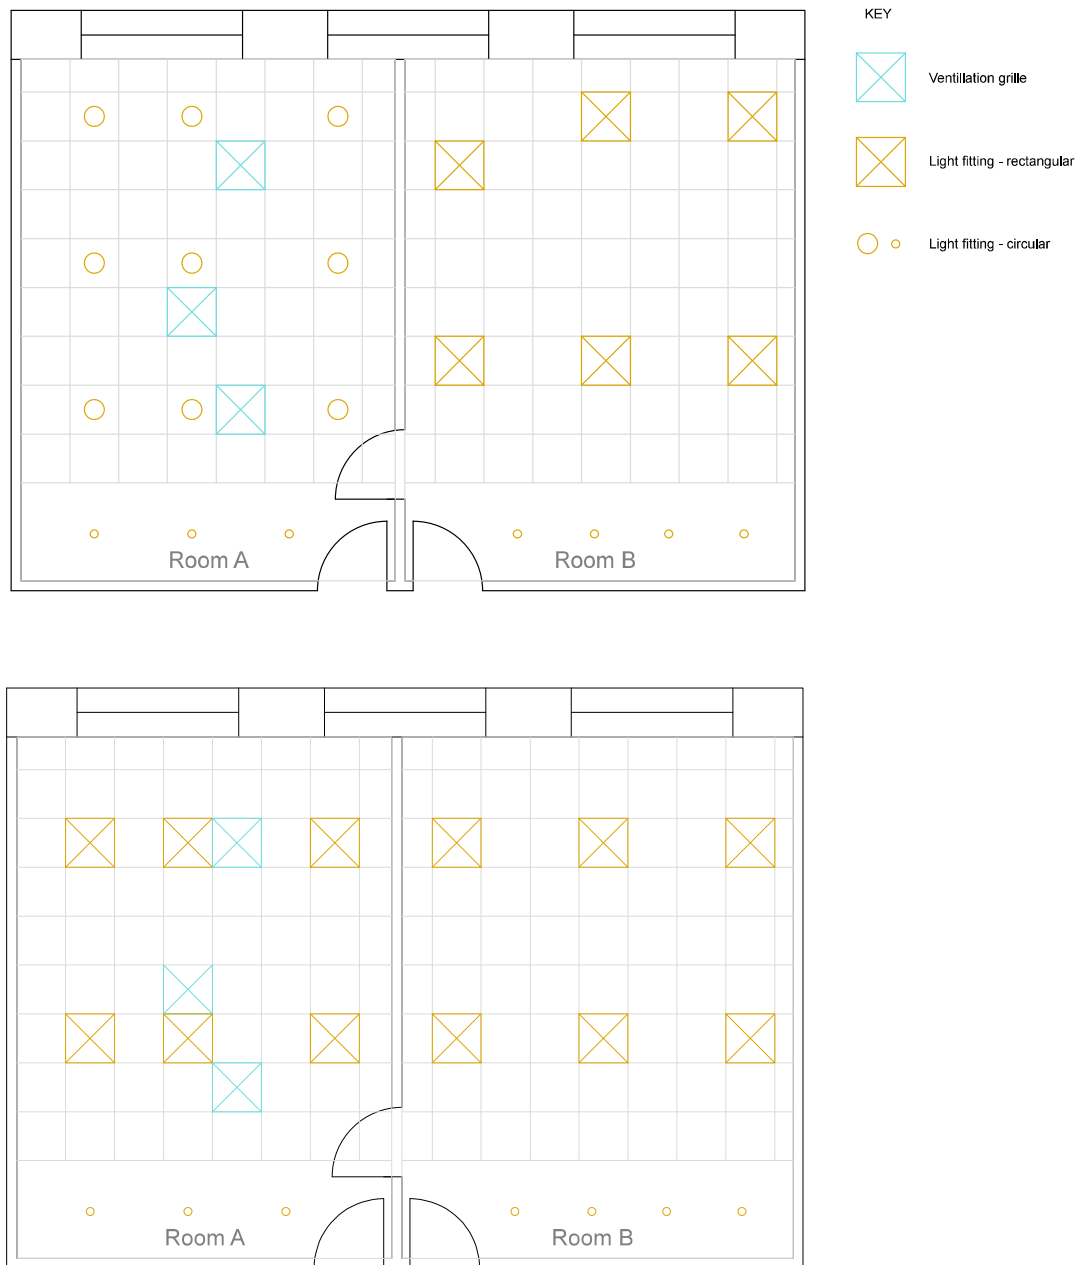 KEY
Ventillation grille
Light fitting - rectangular
Light fitting - circular
Room A
Room B
Room A
Room B